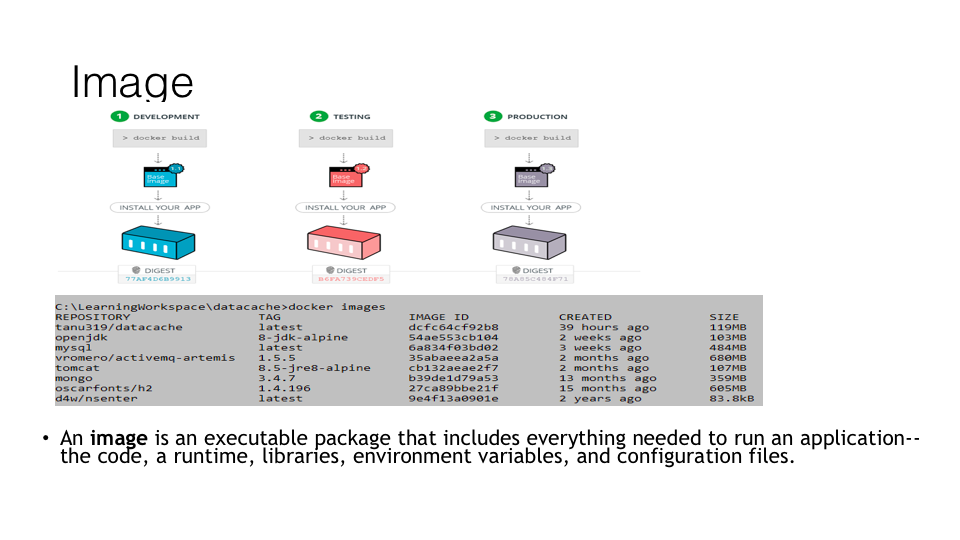 Image
1 DEVELOPMENT
2 TESTING
3 PRODUCTION
> docker build
> docker build
> docker build
1.1
Base
Image
Base
Image
Base
Image
INSTALL YOUR APP
INSTALL YOUR APP
INSTALL YOUR APP
DIGEST
DIGEST
DIGEST
77AF4D6B9913
B6FA739CEDF5
78A85C484F71
C:\LearningWorkspace\datacache>docker images
REPOSITORY TAG IMAGE ID CREATED SIZE
tanu319/datacache latest dcfc64cf92b8 39 hours ago 119MB
openjdk 8-jdk-alpine 54ae553cb104 2 weeks ago 103MB
mysql latest 6a834f03bd02 3 weeks ago 484MB
vromero/activemq-artemis 1.5.5 35abaeea2a5a 2 months ago 680MB
tomcat 8.5-jre8-alpine cb132aeae2f7 2 months ago 107MB
mongo 3.4.7 b39de1d79a53 13 months ago 359MB
oscarfonts/h2 1.4.196 27ca89bbe21f 15 months ago 605MB
d4w/nsenter latest 9e4f13a0901e 2 years ago 83.8kB
• An image is an executable package that includes everything needed to run an application--
the code, a runtime, libraries, environment variables, and configuration files.